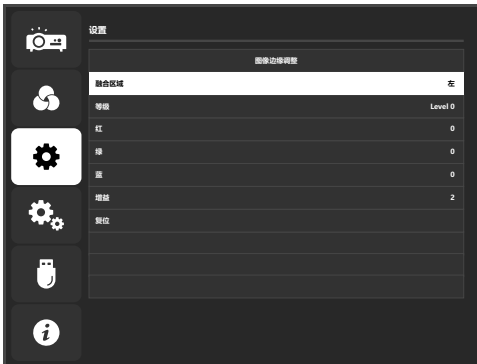 设置
图像边缘调整
融合区域 左
等级 Level 0
红 0
绿 0
蓝 0
增益 2
复位